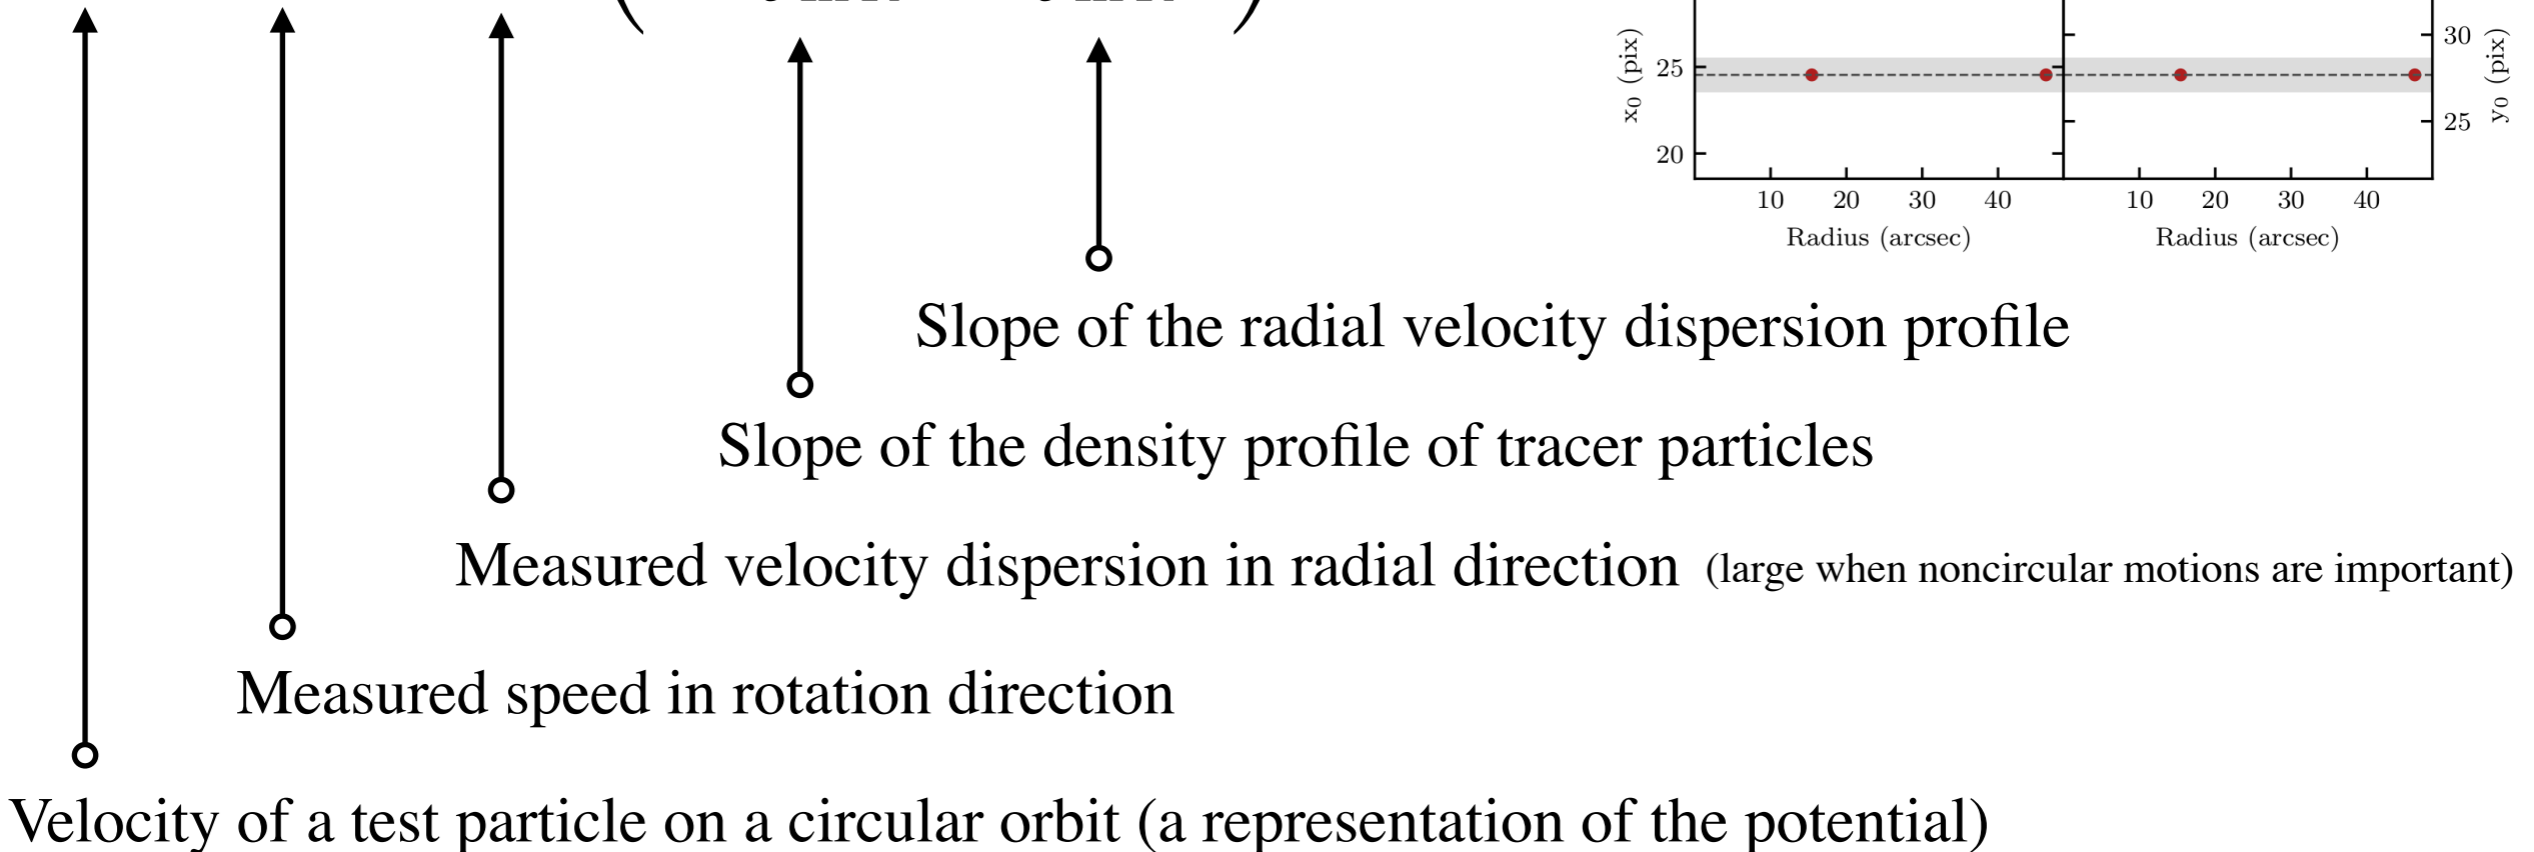 ( )
x₀ (pix)
25
20
10 20 30 40
Radius (arcsec)
10 20 30 40
Radius (arcsec)
30
25
y₀ (pix)
Slope of the radial velocity dispersion profile
Slope of the density profile of tracer particles
Measured velocity dispersion in radial direction (large when noncircular motions are important)
Measured speed in rotation direction
Velocity of a test particle on a circular orbit (a representation of the potential)